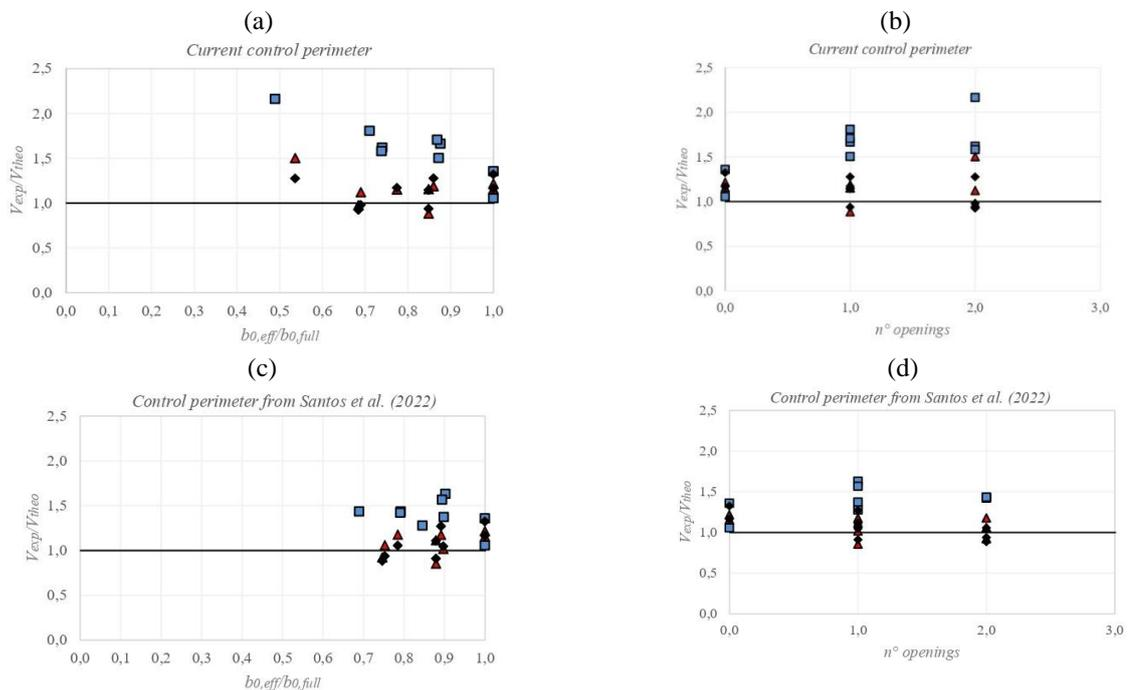 (a)
Current control perimeter
2,5
2,0
1,5
1,0
0,5
0,0
Vexp/Vtheo
0,0 0,1 0,2 0,3 0,4 0,5 0,6 0,7 0,8 0,9 1,0
b0,eff/b0,full
(b)
Current control perimeter
2,5
2,0
1,5
1,0
0,5
0,0
Vexp/Vtheo
0,0 1,0 2,0 3,0
n° openings
(c)
Control perimeter from Santos et al. (2022)
2,5
2,0
1,5
1,0
0,5
0,0
Vexp/Vtheo
0,0 0,1 0,2 0,3 0,4 0,5 0,6 0,7 0,8 0,9 1,0
b0,eff/b0,full
(d)
Control perimeter from Santos et al. (2022)
2,5
2,0
1,5
1,0
0,5
0,0
Vexp/Vtheo
0,0 1,0 2,0 3,0
n° openings